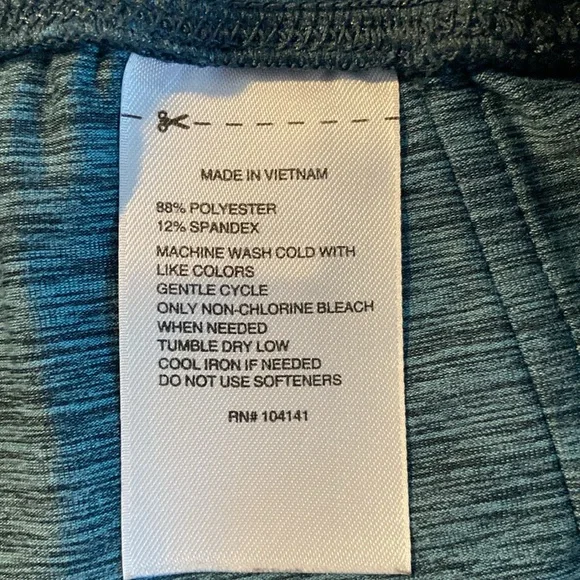 MADE IN VIETNAM
88% POLYESTER
12% SPANDEX
MACHINE WASH COLD WITH
LIKE COLORS
GENTLE CYCLE
ONLY NON-CHLORINE BLEACH
WHEN NEEDED
TUMBLE DRY LOW
COOL IRON IF NEEDED
DO NOT USE SOFTENERS
RN# 104141